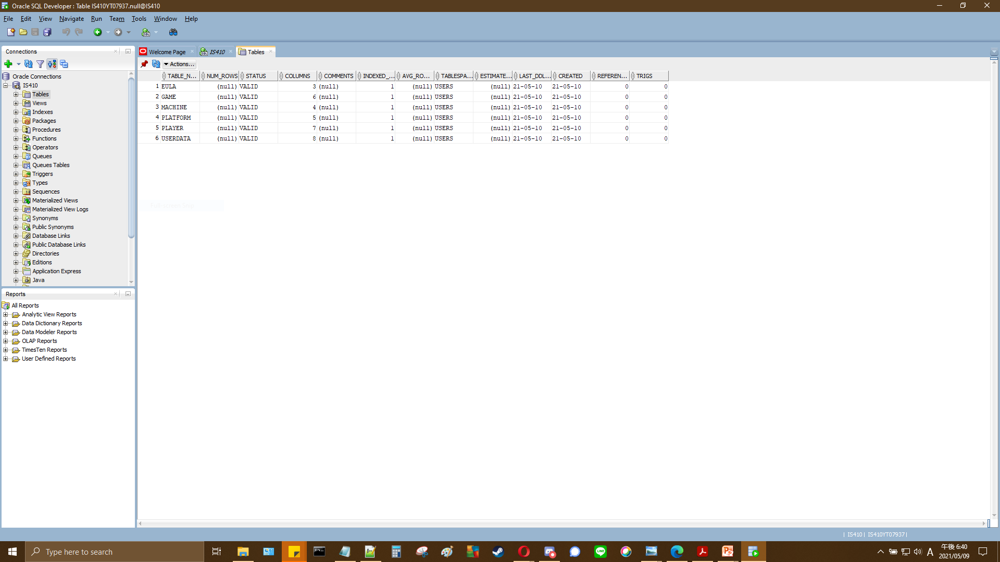 Oracle SQL Developer : Table IS410YT07937.null@IS410
File Edit View Navigate Run Team Tools Window Help
Connections
Oracle Connections
IS410
Tables
Views
Indexes
Packages
Procedures
Functions
Operators
Queues
Queues Tables
Triggers
Types
Sequences
Materialized Views
Materialized View Logs
Synonyms
Public Synonyms
Database Links
Public Database Links
Directories
Editions
Application Express
Java
Reports
All Reports
Analytic View Reports
Data Dictionary Reports
Data Modeler Reports
OLAP Reports
TimesTen Reports
User Defined Reports
Welcome Page IS410 Tables
Actions...
TABLE_N... NUM_ROWS STATUS COLUMNS COMMENTS INDEXED_... AVG_RO... TABLESPA... ESTIMATE... LAST_DDL... CREATED REFEREN... TRIGS
1 EULA (null) VALID 3 (null) 1 (null) USERS (null) 21-05-10 21-05-10 0 0
2 GAME (null) VALID 6 (null) 1 (null) USERS (null) 21-05-10 21-05-10 0 0
3 MACHINE (null) VALID 4 (null) 1 (null) USERS (null) 21-05-10 21-05-10 0 0
4 PLATFORM (null) VALID 5 (null) 1 (null) USERS (null) 21-05-10 21-05-10 0 0
5 PLAYER (null) VALID 7 (null) 1 (null) USERS (null) 21-05-10 21-05-10 0 0
6 USERDATA (null) VALID 8 (null) 1 (null) USERS (null) 21-05-10 21-05-10 0 0
| IS410 | IS410YT07937 |
Type here to search
A
午後 6:40
2021/05/09